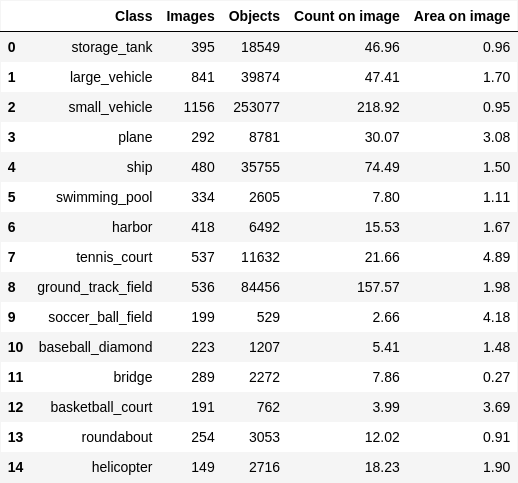 Class Images Objects Count on image Area on image
0 storage_tank 395 18549 46.96 0.96
1 large_vehicle 841 39874 47.41 1.70
2 small_vehicle 1156 253077 218.92 0.95
3 plane 292 8781 30.07 3.08
4 ship 480 35755 74.49 1.50
5 swimming_pool 334 2605 7.80 1.11
6 harbor 418 6492 15.53 1.67
7 tennis_court 537 11632 21.66 4.89
8 ground_track_field 536 84456 157.57 1.98
9 soccer_ball_field 199 529 2.66 4.18
10 baseball_diamond 223 1207 5.41 1.48
11 bridge 289 2272 7.86 0.27
12 basketball_court 191 762 3.99 3.69
13 roundabout 254 3053 12.02 0.91
14 helicopter 149 2716 18.23 1.90